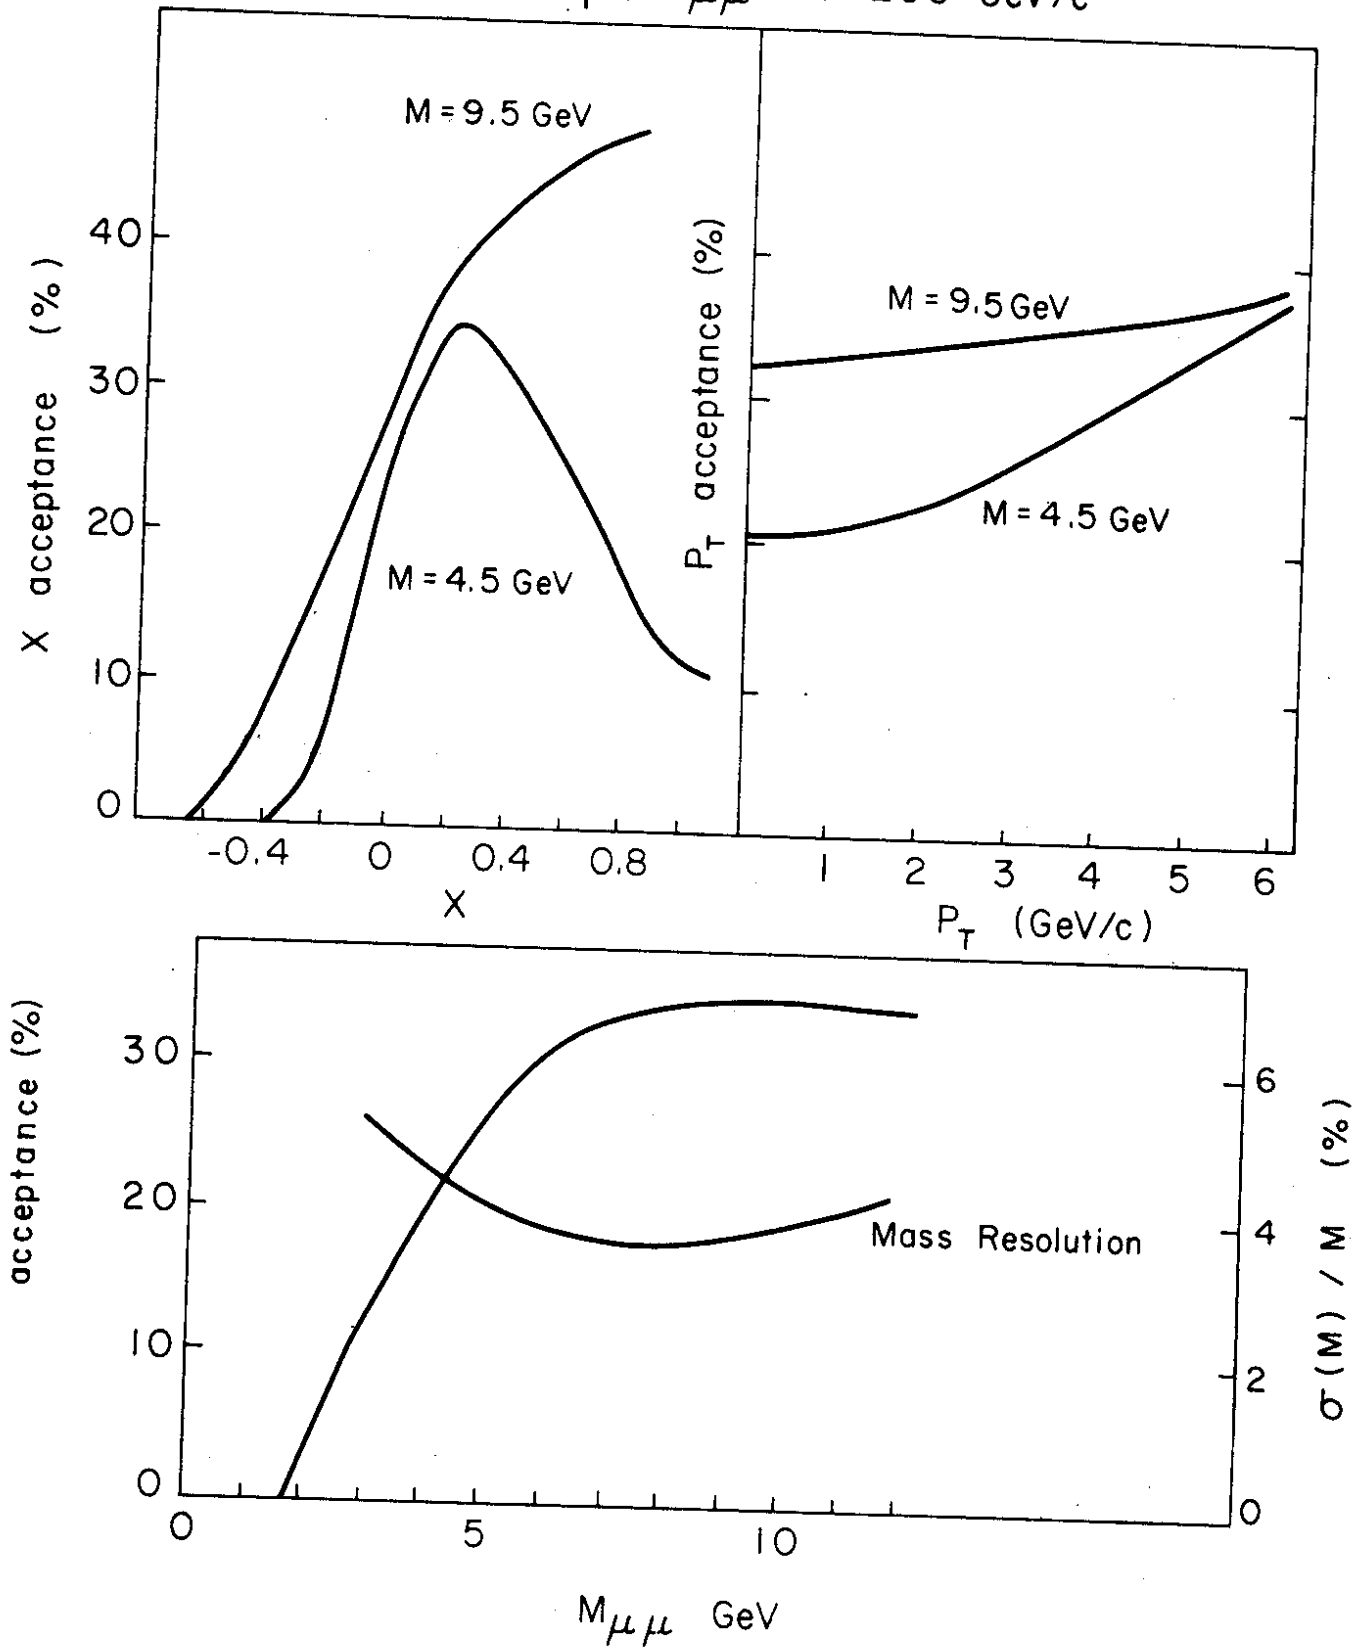 μμ
GeV/c
M = 9.5 GeV
M = 4.5 GeV
X acceptance (%)
40
30
20
10
0
-0.4 0 0.4 0.8
X
M = 9.5 GeV
M = 4.5 GeV
P_T acceptance (%)
1 2 3 4 5 6
P_T (GeV/c)
acceptance (%)
30
20
10
0
Mass Resolution
6
4
2
0
σ(M) / M (%)
0 5 10
M_μμ GeV